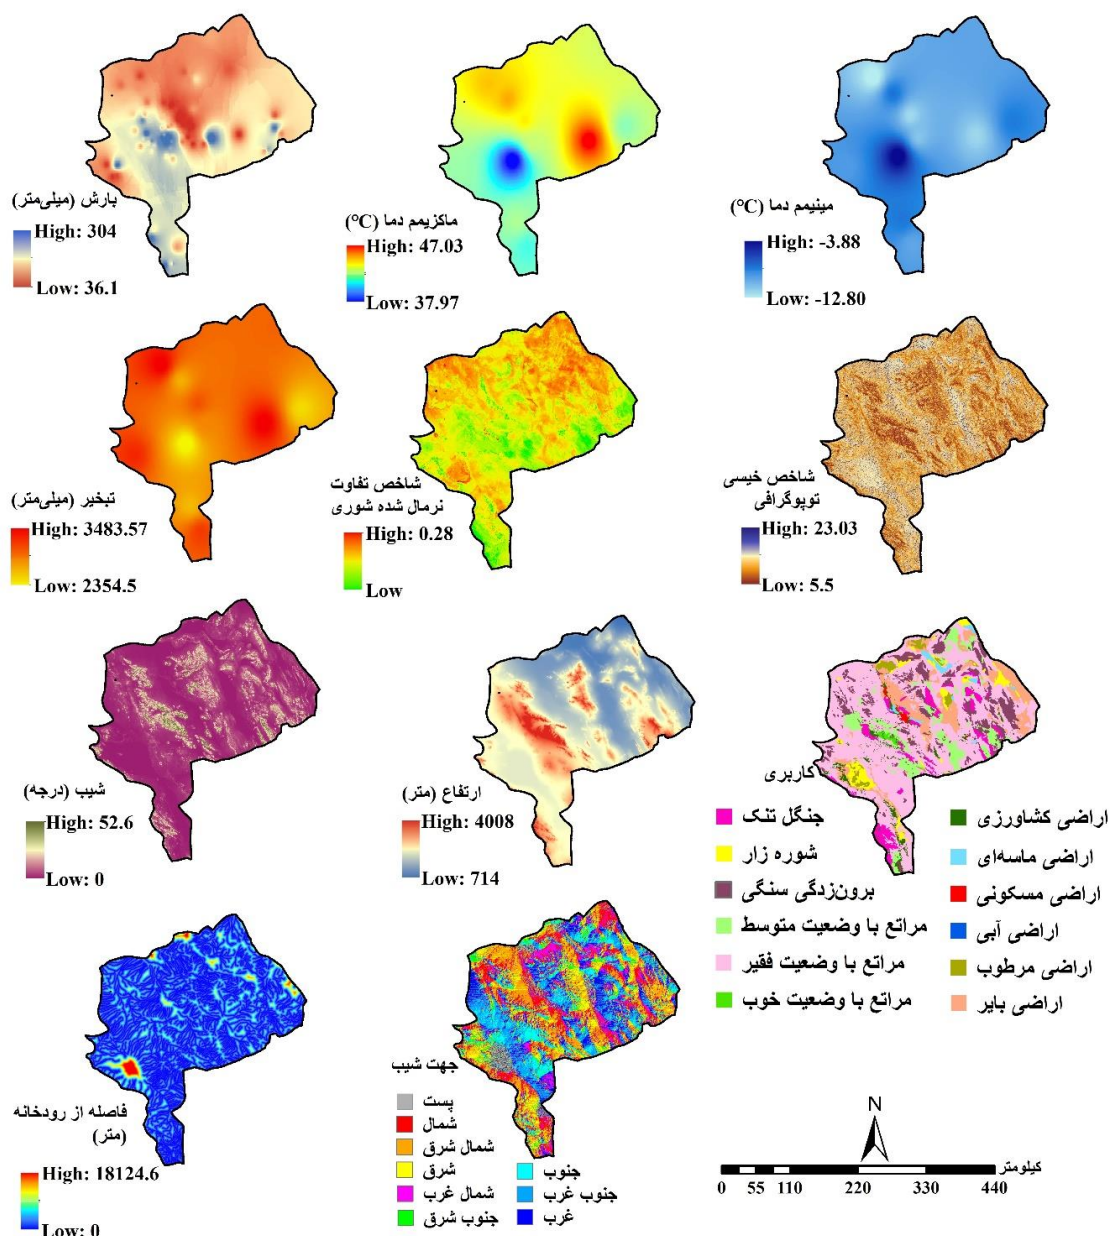 بارش (میلی‌متر)
High: 304
Low: 36.1
ماکزیمم دما (°C)
High: 47.03
Low: 37.97
مینیمم دما (°C)
High: -3.88
Low: -12.80
تبخیر (میلی‌متر)
High: 3483.57
Low: 2354.5
شاخص تفاوت
نرمال شده شوری
High: 0.28
Low
شاخص خیسی
توپوگرافی
High: 23.03
Low: 5.5
شیب (درجه)
High: 52.6
Low: 0
ارتفاع (متر)
High: 4008
Low: 714
کاربری
جنگل تنک
شوره زار
برون‌زدگی سنگی
مراتع با وضعیت متوسط
مراتع با وضعیت فقیر
مراتع با وضعیت خوب
اراضی کشاورزی
اراضی ماسه‌ای
اراضی مسکونی
اراضی آبی
اراضی مرطوب
اراضی بایر
فاصله از رودخانه
(متر)
High: 18124.6
Low: 0
جهت شیب
پست
شمال
شمال شرق
شرق
شمال غرب
جنوب شرق
جنوب
جنوب غرب
غرب
N
کیلومتر
0 55 110 220 330 440